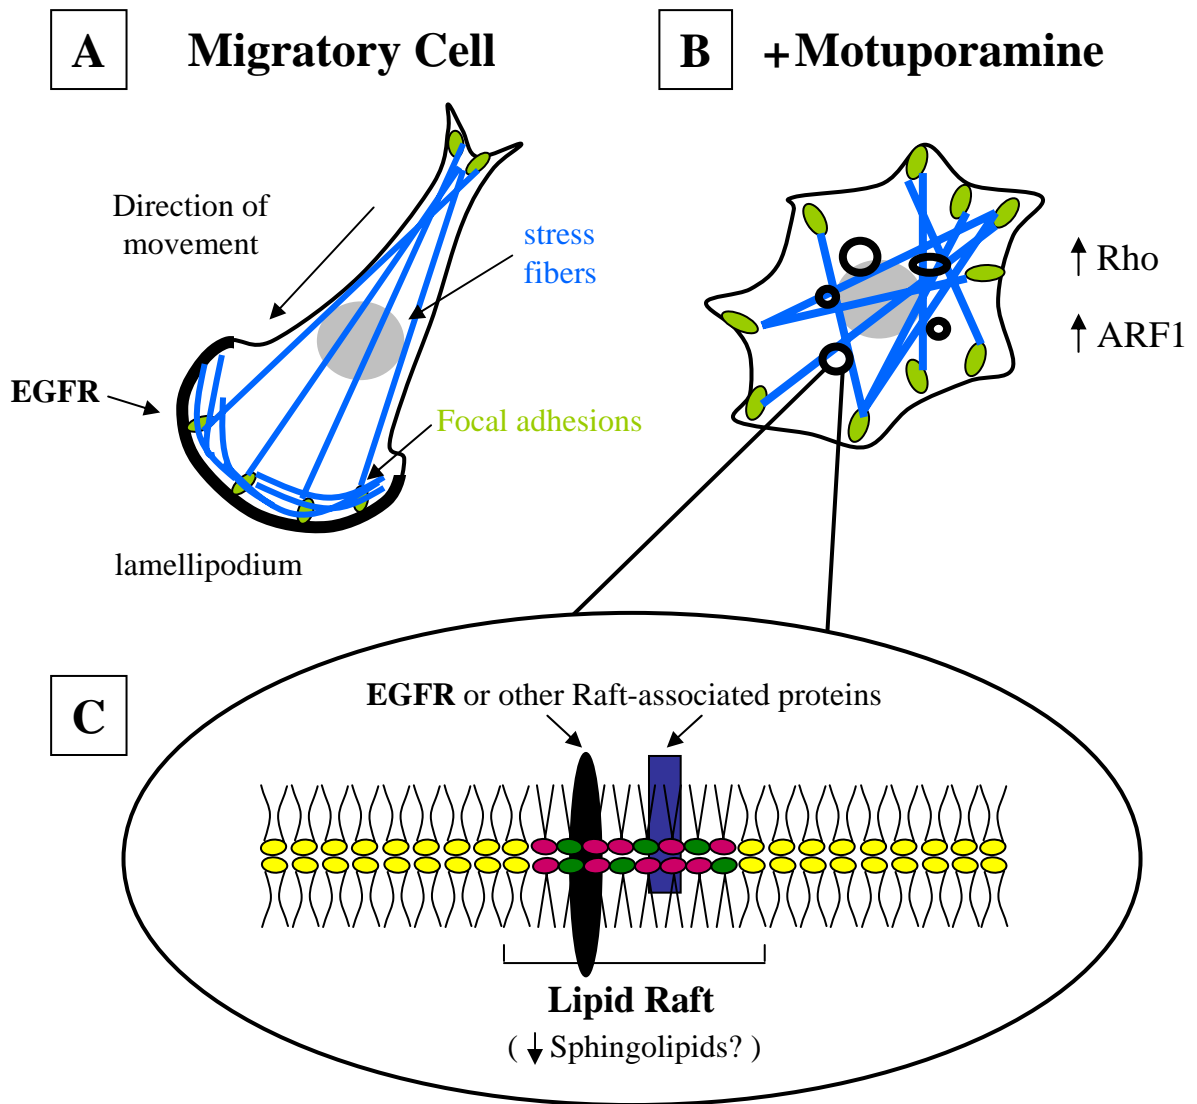 A
Migratory Cell
B
+Motuporamine
Direction of
movement
stress
fibers
↑ Rho
↑ ARF1
EGFR
Focal adhesions
lamellipodium
C
EGFR or other Raft-associated proteins
Lipid Raft
( ↓ Sphingolipids? )